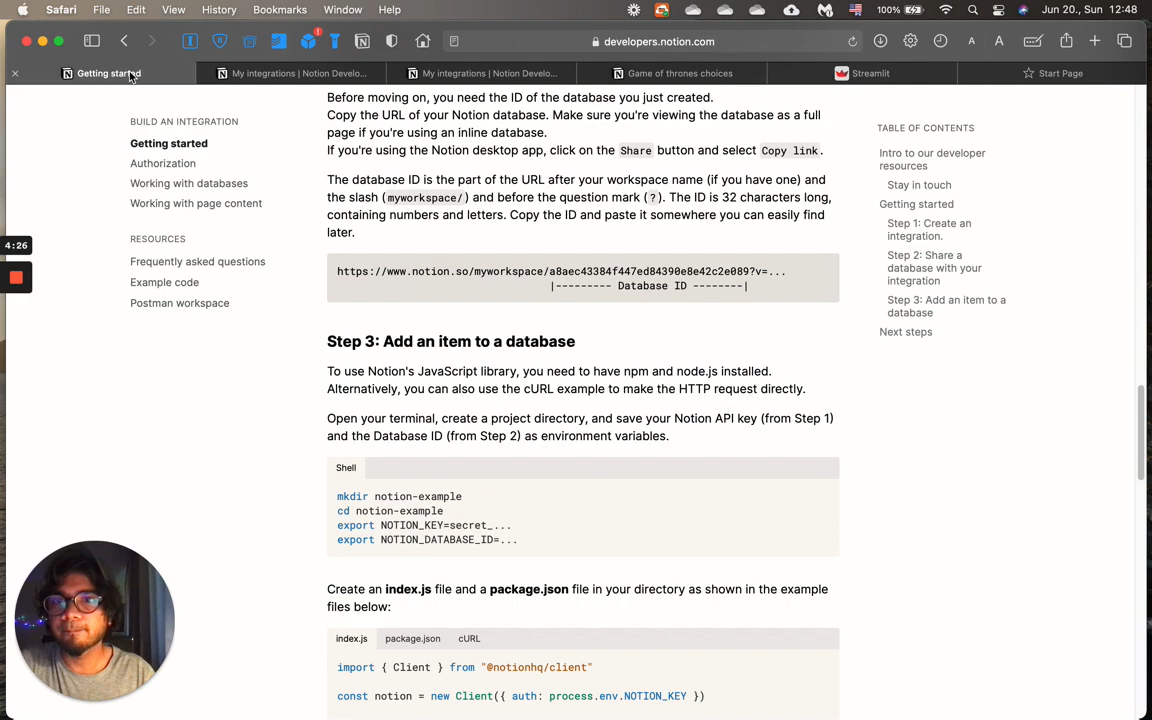 Safari File Edit View History Bookmarks Window Help 100% Jun 20., Sun 12:48
developers.notion.com
Getting started My integrations | Notion Develo... My integrations | Notion Develo... Game of thrones choices Streamlit Start Page
BUILD AN INTEGRATION
Getting started
Authorization
Working with databases
Working with page content
RESOURCES
Frequently asked questions
Example code
Postman workspace
4:26
Before moving on, you need the ID of the database you just created.
Copy the URL of your Notion database. Make sure you're viewing the database as a full
page if you're using an inline database.
If you're using the Notion desktop app, click on the Share button and select Copy link.
The database ID is the part of the URL after your workspace name (if you have one) and
the slash (myworkspace/) and before the question mark (?). The ID is 32 characters long,
containing numbers and letters. Copy the ID and paste it somewhere you can easily find
later.
https://www.notion.so/myworkspace/a8aec43384f447ed84390e8e42c2e089?v=...
|--------- Database ID --------|
Step 3: Add an item to a database
To use Notion's JavaScript library, you need to have npm and node.js installed.
Alternatively, you can also use the cURL example to make the HTTP request directly.
Open your terminal, create a project directory, and save your Notion API key (from Step 1)
and the Database ID (from Step 2) as environment variables.
Shell
mkdir notion-example
cd notion-example
export NOTION_KEY=secret_...
export NOTION_DATABASE_ID=...
Create an index.js file and a package.json file in your directory as shown in the example
files below:
index.js package.json cURL
import { Client } from "@notionhq/client"
const notion = new Client({ auth: process.env.NOTION_KEY })
TABLE OF CONTENTS
Intro to our developer
resources
Stay in touch
Getting started
Step 1: Create an
integration.
Step 2: Share a
database with your
integration
Step 3: Add an item to a
database
Next steps